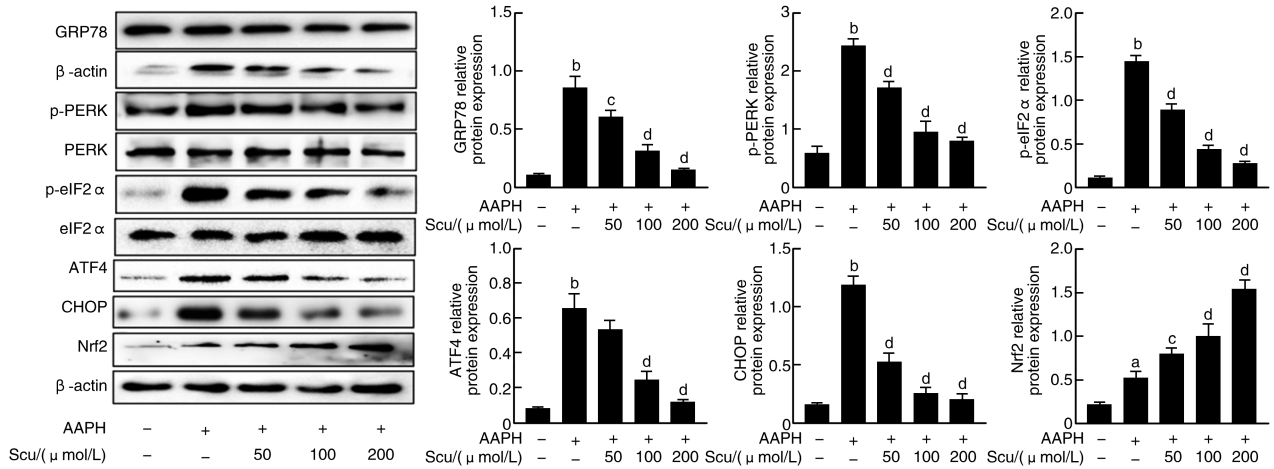 GRP78
β-actin
p-PERK
PERK
p-eIF2α
eIF2α
ATF4
CHOP
Nrf2
β-actin
AAPH − + + + +
Scu/(μmol/L) − − 50 100 200
GRP78 relative
protein expression
1.5
1.0
0.5
0
b
c
d
d
AAPH − + + + +
Scu/(μmol/L) − − 50 100 200
p-PERK relative
protein expression
3
2
1
0
b
d
d
d
AAPH − + + + +
Scu/(μmol/L) − − 50 100 200
p-eIF2α relative
protein expression
2.0
1.5
1.0
0.5
0
b
d
d
d
AAPH − + + + +
Scu/(μmol/L) − − 50 100 200
ATF4 relative
protein expression
1.0
0.8
0.6
0.4
0.2
0
b
d
d
AAPH − + + + +
Scu/(μmol/L) − − 50 100 200
CHOP relative
protein expression
1.5
1.0
0.5
0
b
d
d
d
AAPH − + + + +
Scu/(μmol/L) − − 50 100 200
Nrf2 relative
protein expression
2.0
1.5
1.0
0.5
0
a
c
d
d
AAPH − + + + +
Scu/(μmol/L) − − 50 100 200